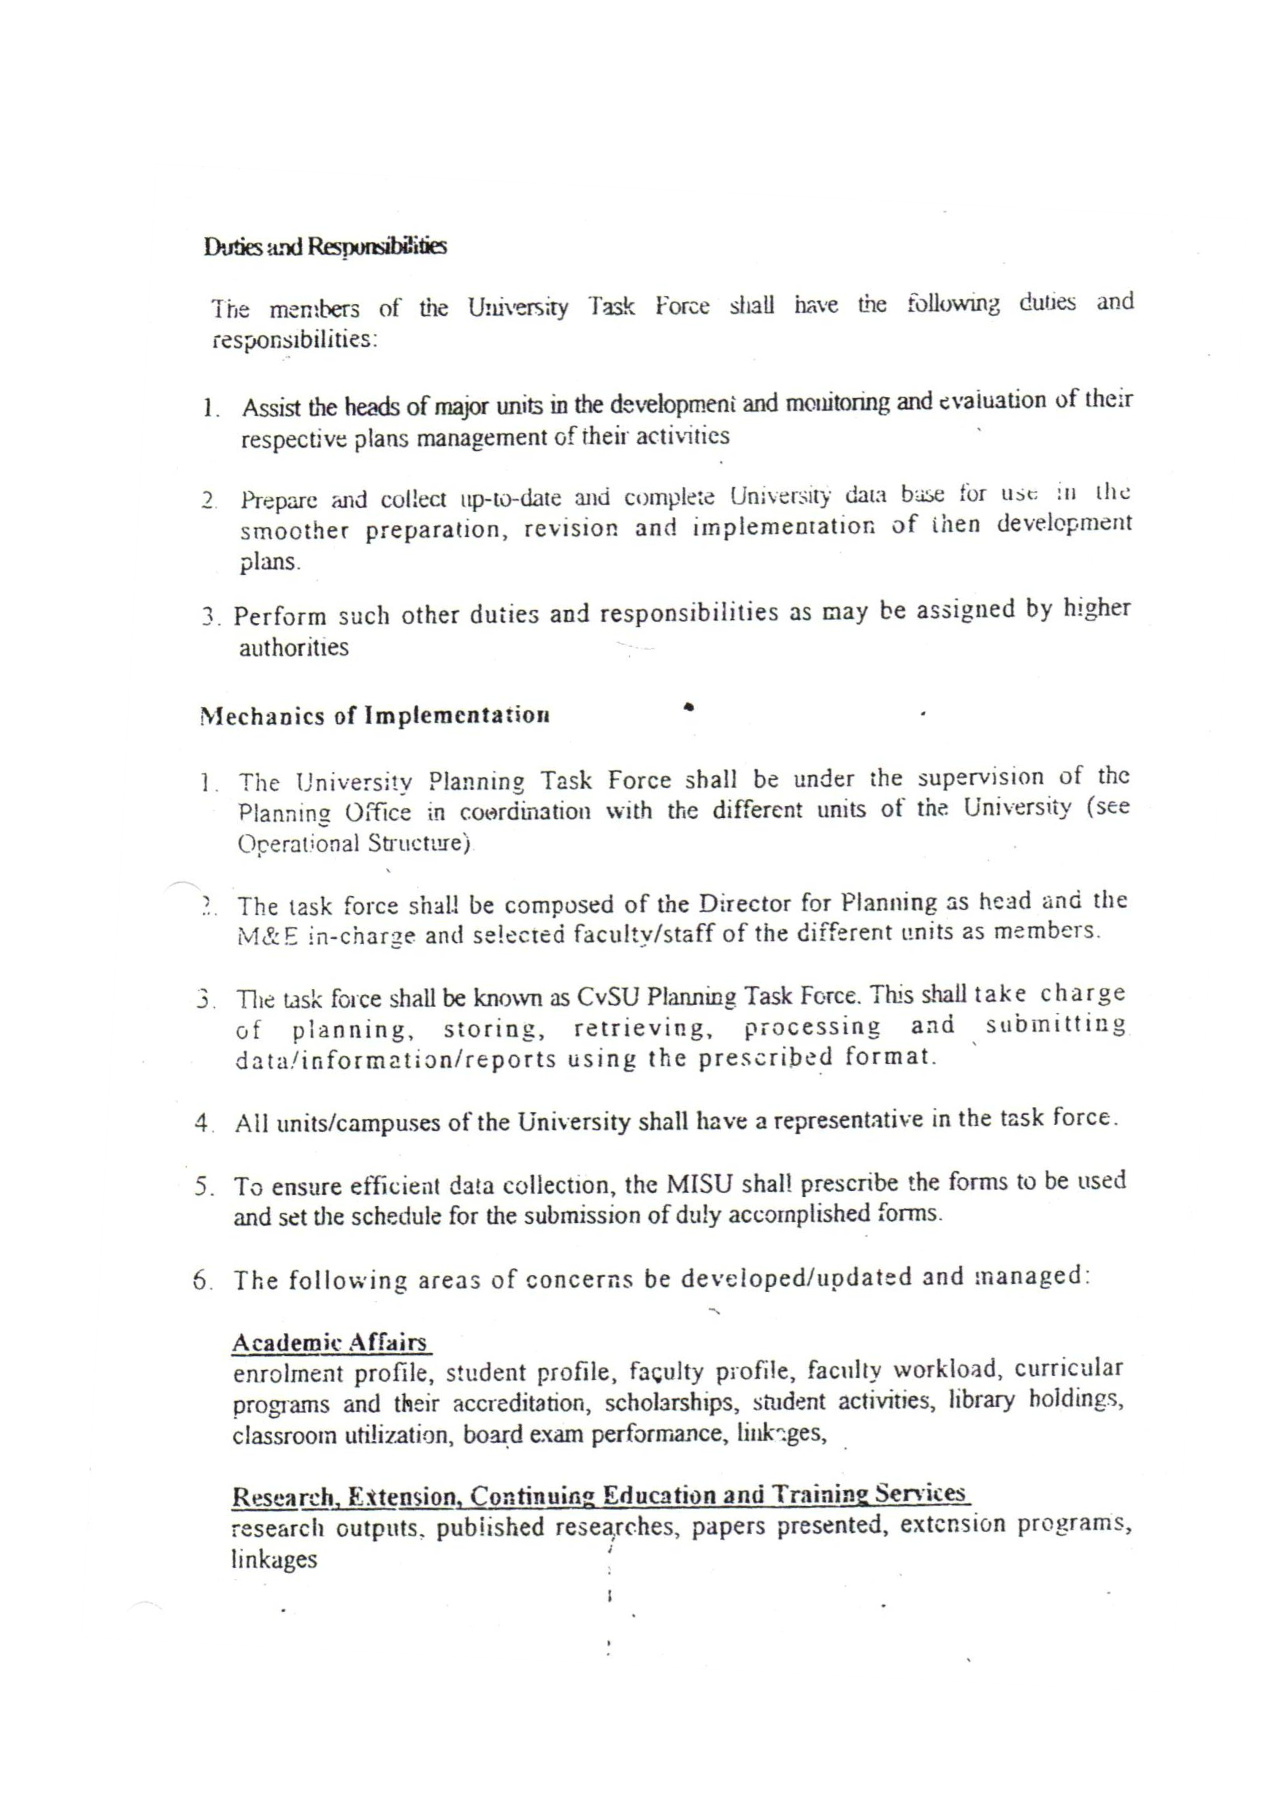 Duties and Responsibilities
The members of the University Task Force shall have the following duties and
responsibilities:
1. Assist the heads of major units in the development and monitoring and evaluation of their
respective plans management of their activities
2. Prepare and collect up-to-date and complete University data base for use in the
smoother preparation, revision and implementation of then development
plans.
3. Perform such other duties and responsibilities as may be assigned by higher
authorities
Mechanics of Implementation
1. The University Planning Task Force shall be under the supervision of the
Planning Office in coordination with the different units of the University (see
Operational Structure)
2. The task force shall be composed of the Director for Planning as head and the
M&E in-charge and selected faculty/staff of the different units as members.
3. The task force shall be known as CvSU Planning Task Force. This shall take charge
of planning, storing, retrieving, processing and submitting
data/information/reports using the prescribed format.
4. All units/campuses of the University shall have a representative in the task force.
5. To ensure efficient data collection, the MISU shall prescribe the forms to be used
and set the schedule for the submission of duly accomplished forms.
6. The following areas of concerns be developed/updated and managed:
Academic Affairs
enrolment profile, student profile, faculty profile, faculty workload, curricular
programs and their accreditation, scholarships, student activities, library holdings,
classroom utilization, board exam performance, linkages,
Research, Extension, Continuing Education and Training Services
research outputs, published researches, papers presented, extension programs,
linkages